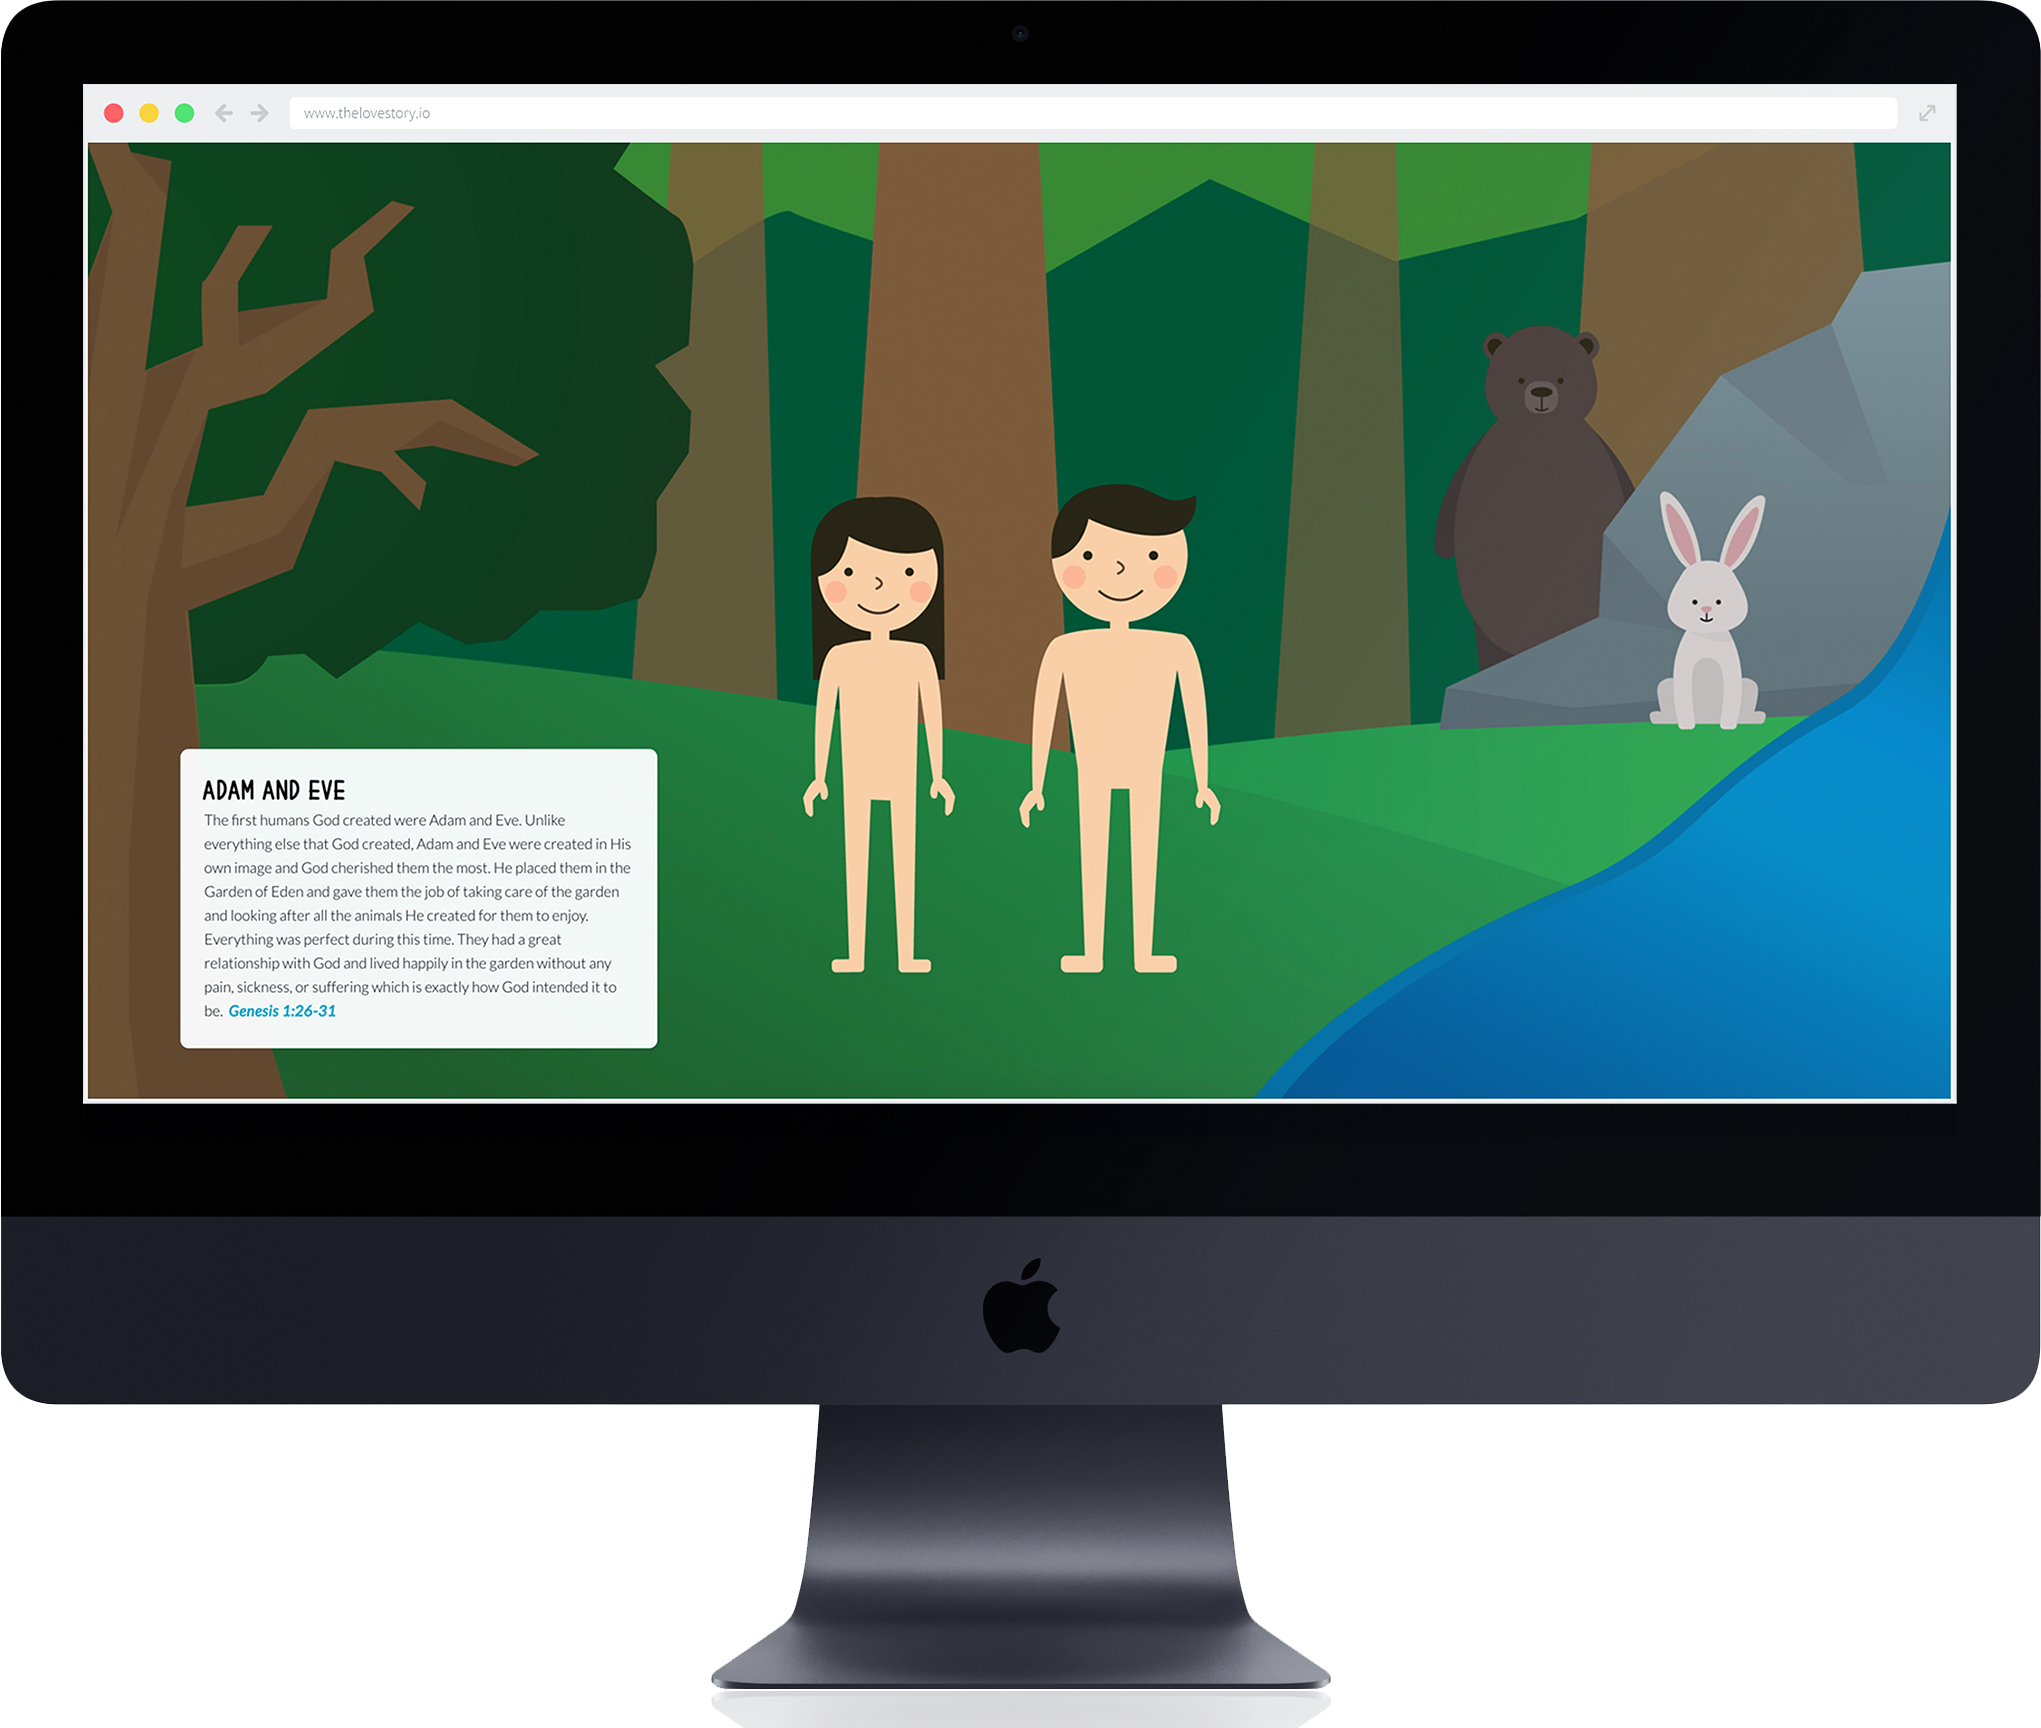 www.thelovestory.io
ADAM AND EVE
The first humans God created were Adam and Eve. Unlike
everything else that God created, Adam and Eve were created in His
own image and God cherished them the most. He placed them in the
Garden of Eden and gave them the job of taking care of the garden
and looking after all the animals He created for them to enjoy.
Everything was perfect during this time. They had a great
relationship with God and lived happily in the garden without any
pain, sickness, or suffering which is exactly how God intended it to
be. Genesis 1:26-31